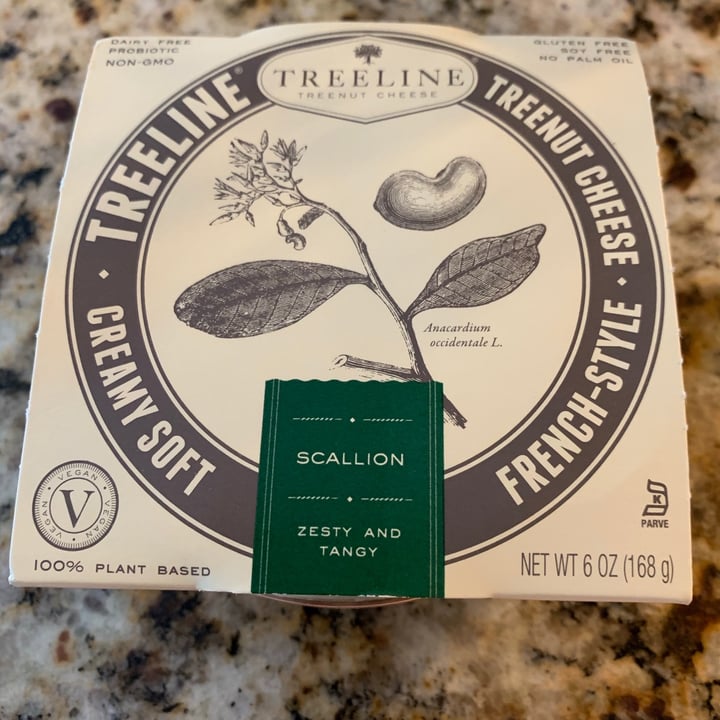 DAIRY FREE
PROBIOTIC
NON-GMO
GLUTEN FREE
SOY FREE
NO PALM OIL
TREELINE®
TREENUT CHEESE
TREELINE®
TREENUT CHEESE
CREAMY SOFT
FRENCH-STYLE
Anacardium
occidentale L.
SCALLION
ZESTY AND
TANGY
VEGAN · VEGAN · VEGAN
V
100% PLANT BASED
K
PARVE
NET WT 6 OZ (168 g)